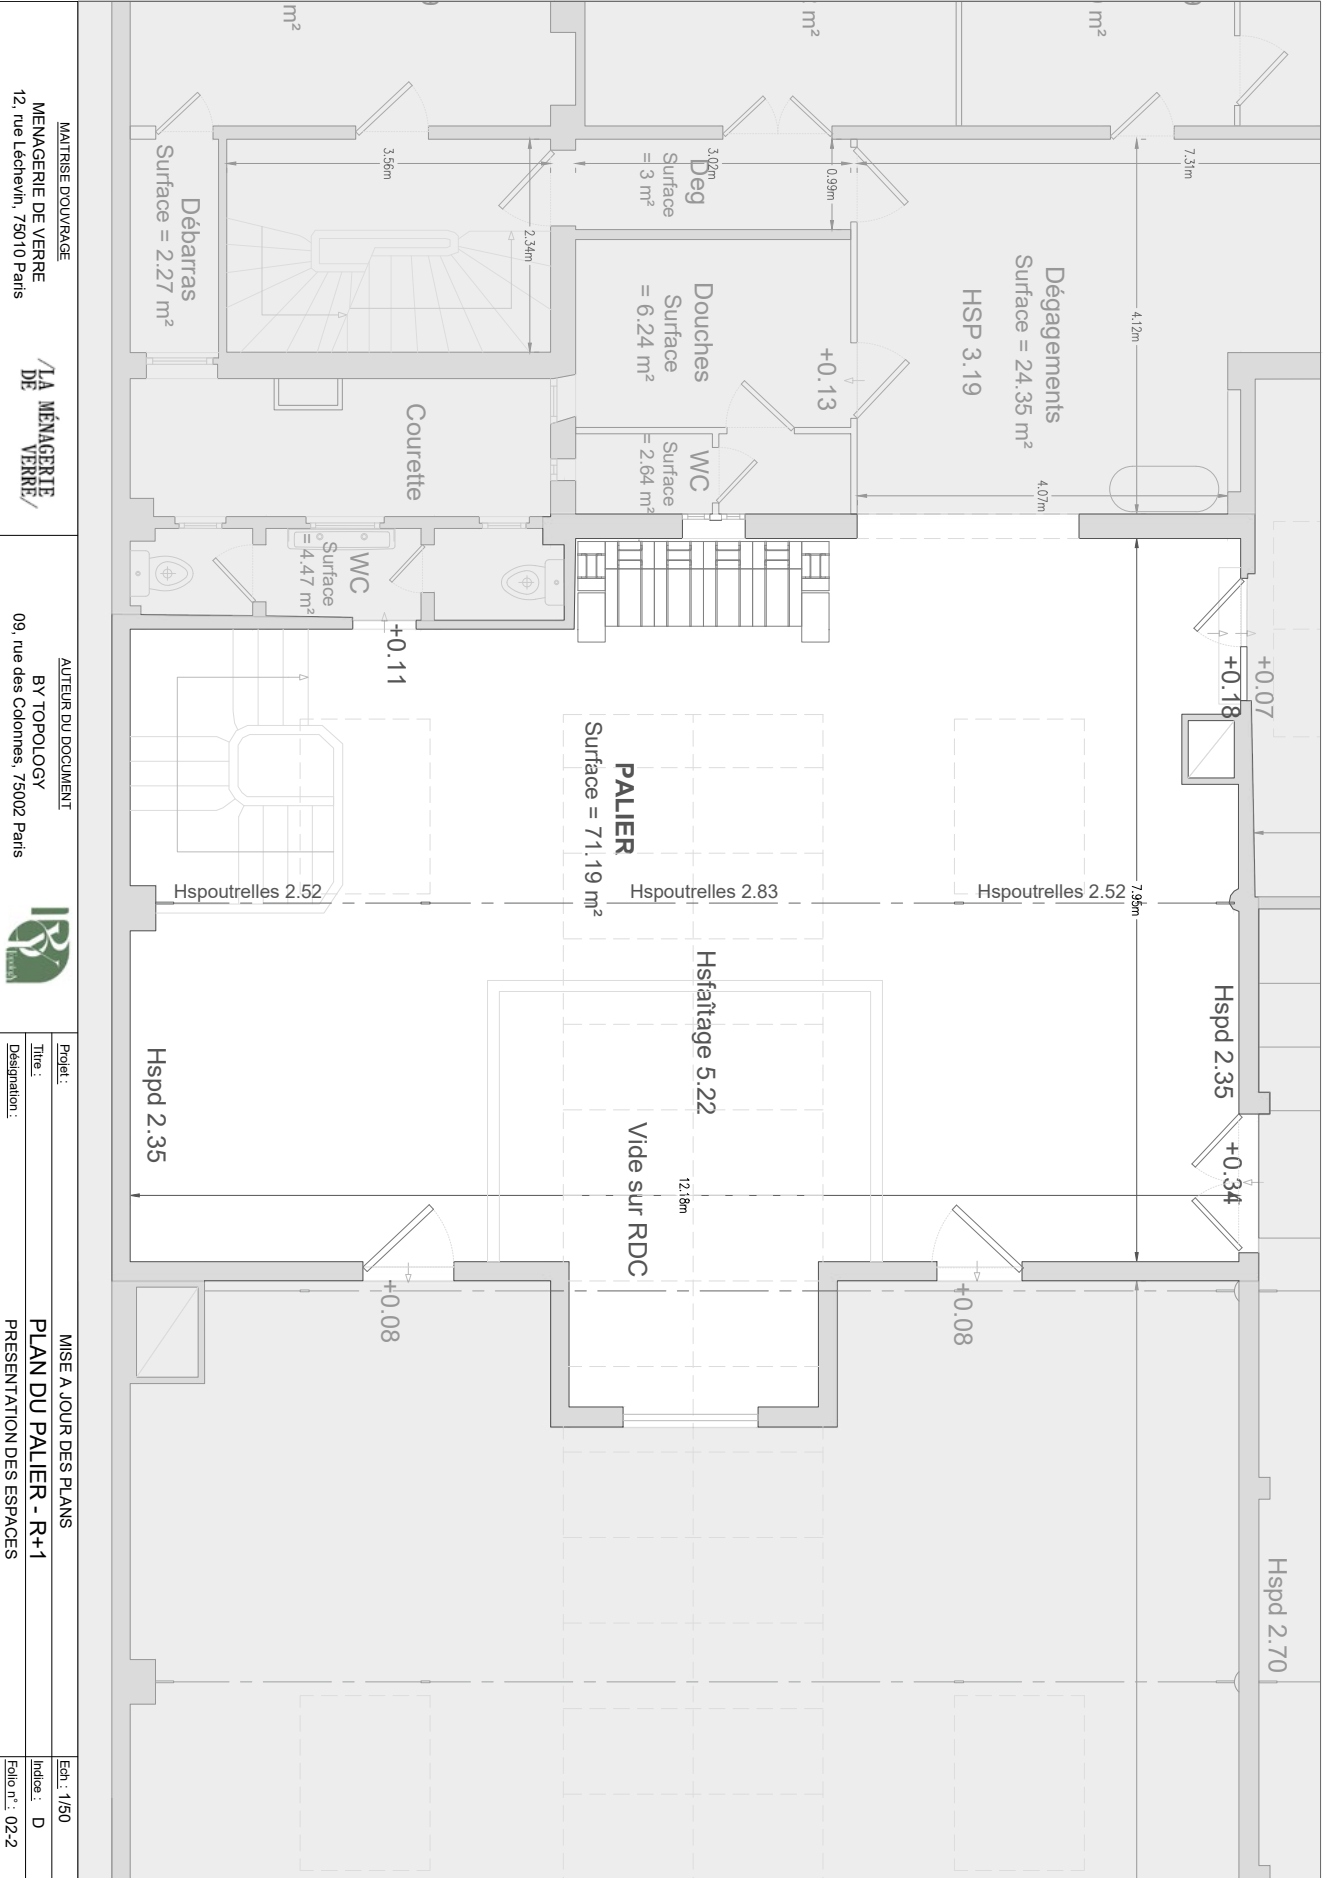 m²
m²
m²
Débarras
Surface = 2.27 m²
3.56m
2.34m
3.02m
Deg
Surface
= 3 m²
0.99m
7.31m
4.12m
Dégagements
Surface = 24.35 m²
HSP 3.19
4.07m
Douches
Surface
= 6.24 m²
+0.13
WC
Surface
= 2.64 m²
Courette
WC
Surface
= 4.47 m²
+0.11
+0.07
+0.18
PALIER
Surface = 71.19 m²
Hspoutrelles 2.52
Hspoutrelles 2.83
Hspoutrelles 2.52
7.95m
Hsfaîtage 5.22
Hspd 2.35
Hspd 2.35
Vide sur RDC
12.18m
+0.34
+0.08
+0.08
Hspd 2.70
MAITRISE D'OUVRAGE
MENAGERIE DE VERRE
12, rue Léchevin, 75010 Paris
/LA MÉNAGERIE
DE VERRE/
AUTEUR DU DOCUMENT
BY TOPOLOGY
09, rue des Colonnes, 75002 Paris
Projet :
MISE A JOUR DES PLANS
Titre :
PLAN DU PALIER - R+1
Désignation :
PRESENTATION DES ESPACES
Ech : 1/50
Indice : D
Folio n° : 02-2